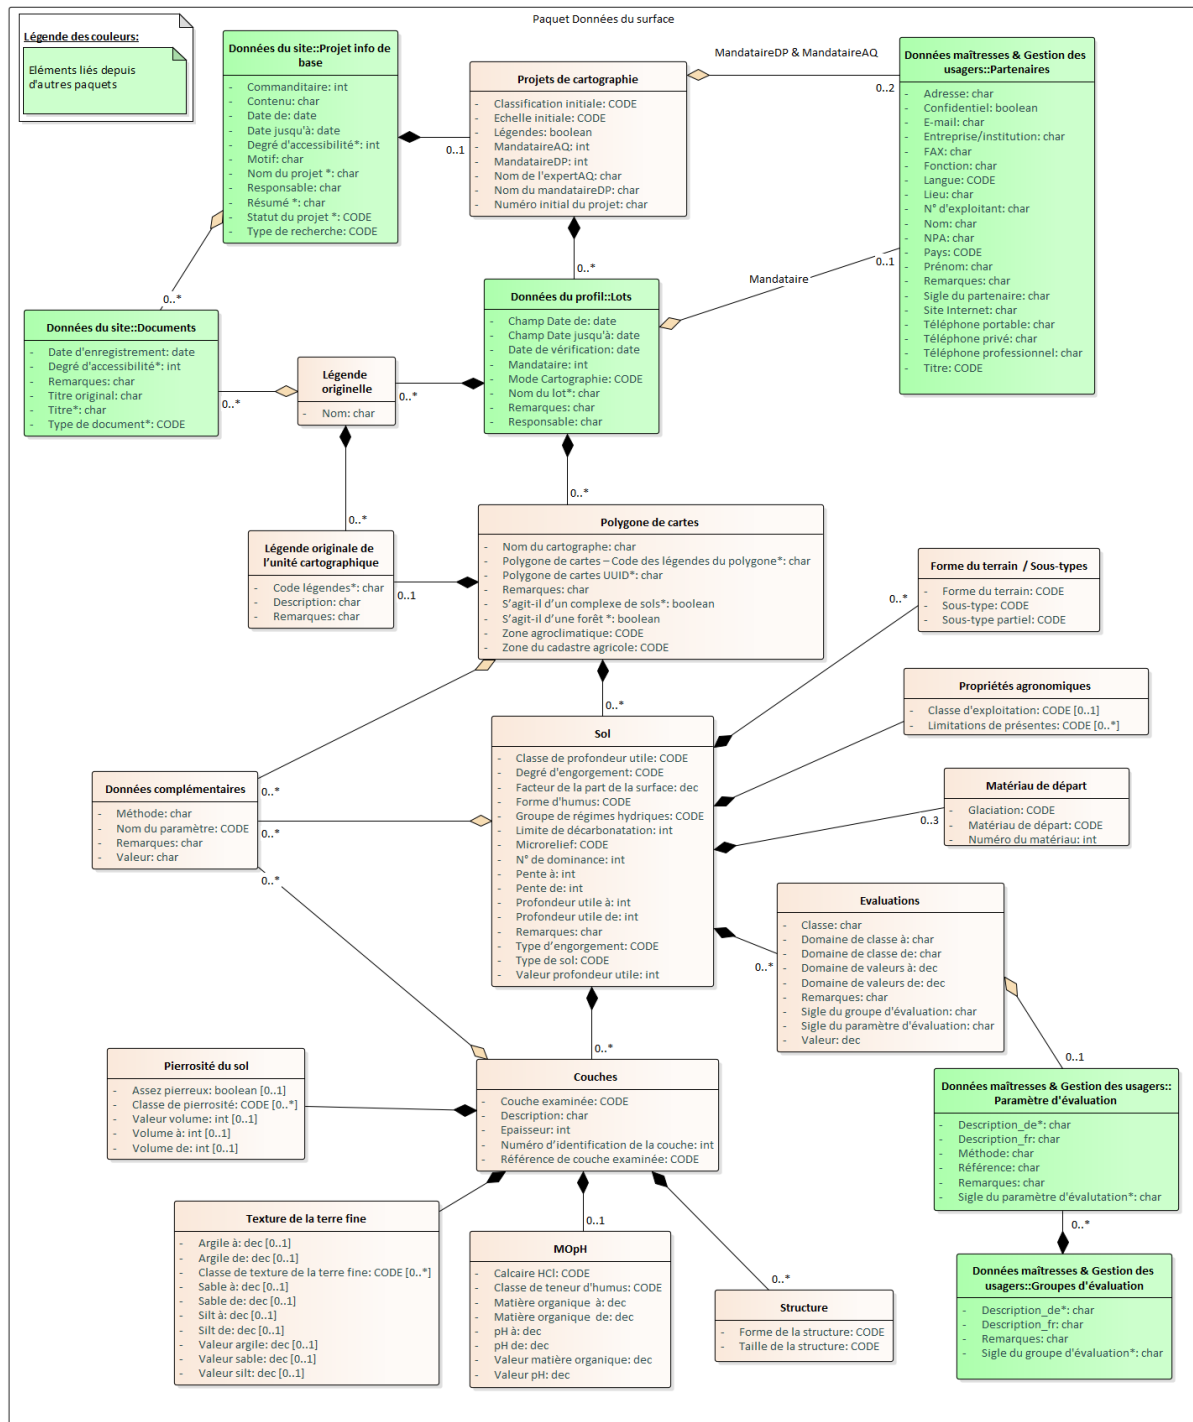 Paquet Données du surface
Légende des couleurs:
Eléments liés depuis
d'autres paquets
Données du site::Projet info de
base
- Commanditaire: int
- Contenu: char
- Date de: date
- Date jusqu'à: date
- Degré d'accessibilité*: int
- Motif: char
- Nom du projet *: char
- Responsable: char
- Résumé *: char
- Statut du projet *: CODE
- Type de recherche: CODE
0..1
Projets de cartographie
- Classification initiale: CODE
- Echelle initiale: CODE
- Légendes: boolean
- MandataireAQ: int
- MandataireDP: int
- Nom de l'expertAQ: char
- Nom du mandataireDP: char
- Numéro initial du projet: char
MandataireDP & MandataireAQ
0..2
Données maîtresses & Gestion des
usagers::Partenaires
- Adresse: char
- Confidentiel: boolean
- E-mail: char
- Entreprise/institution: char
- FAX: char
- Fonction: char
- Langue: CODE
- Lieu: char
- N° d'exploitant: char
- Nom: char
- NPA: char
- Pays: CODE
- Prénom: char
- Remarques: char
- Sigle du partenaire: char
- Site Internet: char
- Téléphone portable: char
- Téléphone privé: char
- Téléphone professionnel: char
- Titre: CODE
0..*
0..*
Mandataire
0..1
Données du site::Documents
- Date d'enregistrement: date
- Degré d'accessibilité*: int
- Remarques: char
- Titre original: char
- Titre*: char
- Type de document*: CODE
0..*
Légende
originelle
- Nom: char
0..*
Données du profil::Lots
- Champ Date de: date
- Champ Date jusqu'à: date
- Date de vérification: date
- Mandataire: int
- Mode Cartographie: CODE
- Nom du lot*: char
- Remarques: char
- Responsable: char
0..*
0..*
Légende originale de
l'unité cartographique
- Code légendes*: char
- Description: char
- Remarques: char
0..1
Polygone de cartes
- Nom du cartographe: char
- Polygone de cartes – Code des légendes du polygone*: char
- Polygone de cartes UUID*: char
- Remarques: char
- S'agit-il d'un complexe de sols*: boolean
- S'agit-il d'une forêt *: boolean
- Zone agroclimatique: CODE
- Zone du cadastre agricole: CODE
0..*
Forme du terrain / Sous-types
- Forme du terrain: CODE
- Sous-type: CODE
- Sous-type partiel: CODE
0..*
Propriétés agronomiques
- Classe d'exploitation: CODE [0..1]
- Limitations de présentes: CODE [0..*]
Sol
- Classe de profondeur utile: CODE
- Degré d'engorgement: CODE
- Facteur de la part de la surface: dec
- Forme d'humus: CODE
- Groupe de régimes hydriques: CODE
- Limite de décarbonatation: int
- Microrelief: CODE
- N° de dominance: int
- Pente à: int
- Pente de: int
- Profondeur utile à: int
- Profondeur utile de: int
- Remarques: char
- Type d'engorgement: CODE
- Type de sol: CODE
- Valeur profondeur utile: int
Matériau de départ
- Glaciation: CODE
- Matériau de départ: CODE
- Numéro du matériau: int
0..3
Données complémentaires
- Méthode: char
- Nom du paramètre: CODE
- Remarques: char
- Valeur: char
0..*
0..*
0..*
Evaluations
- Classe: char
- Domaine de classe à: char
- Domaine de classe de: char
- Domaine de valeurs à: dec
- Domaine de valeurs de: dec
- Remarques: char
- Sigle du groupe d'évaluation: char
- Sigle du paramètre d'évaluation: char
- Valeur: dec
0..*
0..*
0..1
Pierrosité du sol
- Assez pierreux: boolean [0..1]
- Classe de pierrosité: CODE [0..*]
- Valeur volume: int [0..1]
- Volume à: int [0..1]
- Volume de: int [0..1]
Couches
- Couche examinée: CODE
- Description: char
- Epaisseur: int
- Numéro d'identification de la couche: int
- Référence de couche examinée: CODE
Données maîtresses & Gestion des usagers::
Paramètre d'évaluation
- Description_de*: char
- Description_fr: char
- Méthode: char
- Référence: char
- Remarques: char
- Sigle du paramètre d'évalutation*: char
0..*
Texture de la terre fine
- Argile à: dec [0..1]
- Argile de: dec [0..1]
- Classe de texture de la terre fine: CODE [0..*]
- Sable à: dec [0..1]
- Sable de: dec [0..1]
- Silt à: dec [0..1]
- Silt de: dec [0..1]
- Valeur argile: dec [0..1]
- Valeur sable: dec [0..1]
- Valeur silt: dec [0..1]
0..1
MOpH
- Calcaire HCl: CODE
- Classe de teneur d'humus: CODE
- Matière organique à: dec
- Matière organique de: dec
- pH à: dec
- pH de: dec
- Valeur matière organique: dec
- Valeur pH: dec
0..*
Structure
- Forme de la structure: CODE
- Taille de la structure: CODE
Données maîtresses & Gestion des
usagers::Groupes d'évaluation
- Description_de*: char
- Description_fr: char
- Remarques: char
- Sigle du groupe d'évaluation*: char